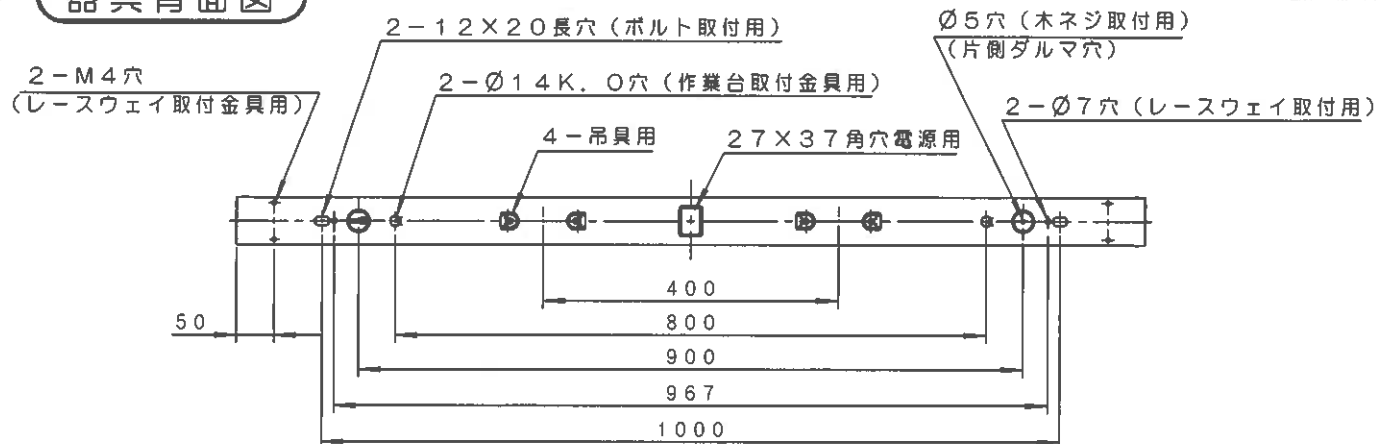 器具背面図
2-12×20長穴(ボルト取付用)
Ø5穴(木ネジ取付用)
(片側ダルマ穴)
2-M4穴
(レースウェイ取付金具用)
2-Ø14K.O穴(作業台取付金具用)
2-Ø7穴(レースウェイ取付用)
4-吊具用
27×37角穴電源用
400
50
800
900
967
1000